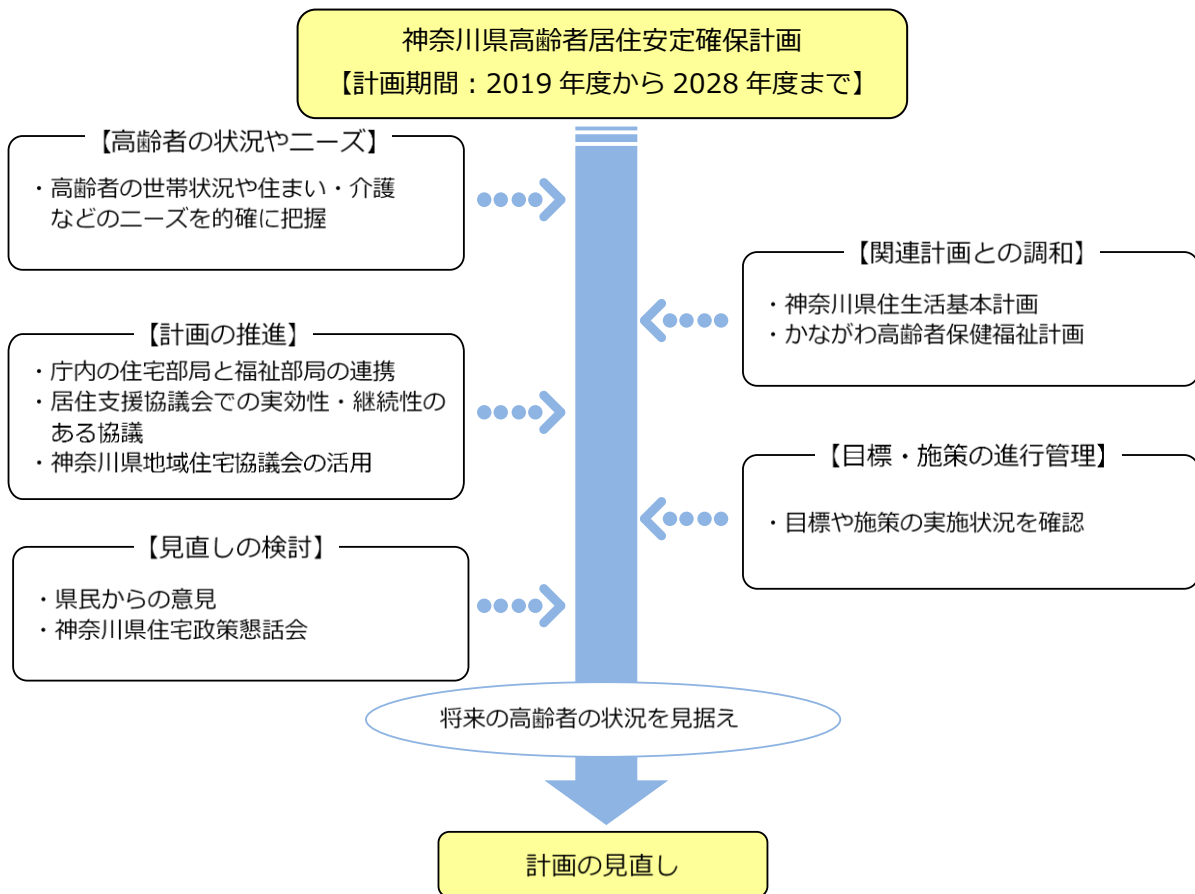 神奈川県高齢者居住安定確保計画
【計画期間：2019 年度から 2028 年度まで】
【高齢者の状況やニーズ】
・高齢者の世帯状況や住まい・介護
などのニーズを的確に把握
【関連計画との調和】
・神奈川県住生活基本計画
・かながわ高齢者保健福祉計画
【計画の推進】
・庁内の住宅部局と福祉部局の連携
・居住支援協議会での実効性・継続性の
ある協議
・神奈川県地域住宅協議会の活用
【目標・施策の進行管理】
・目標や施策の実施状況を確認
【見直しの検討】
・県民からの意見
・神奈川県住宅政策懇話会
将来の高齢者の状況を見据え
計画の見直し